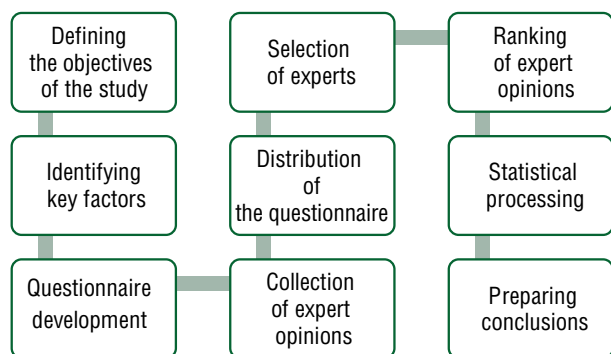 Defining
the objectives
of the study
Identifying
key factors
Questionnaire
development
Selection
of experts
Distribution
of
the questionnaire
Collection
of expert
opinions
Ranking
of expert
opinions
Statistical
processing
Preparing
conclusions